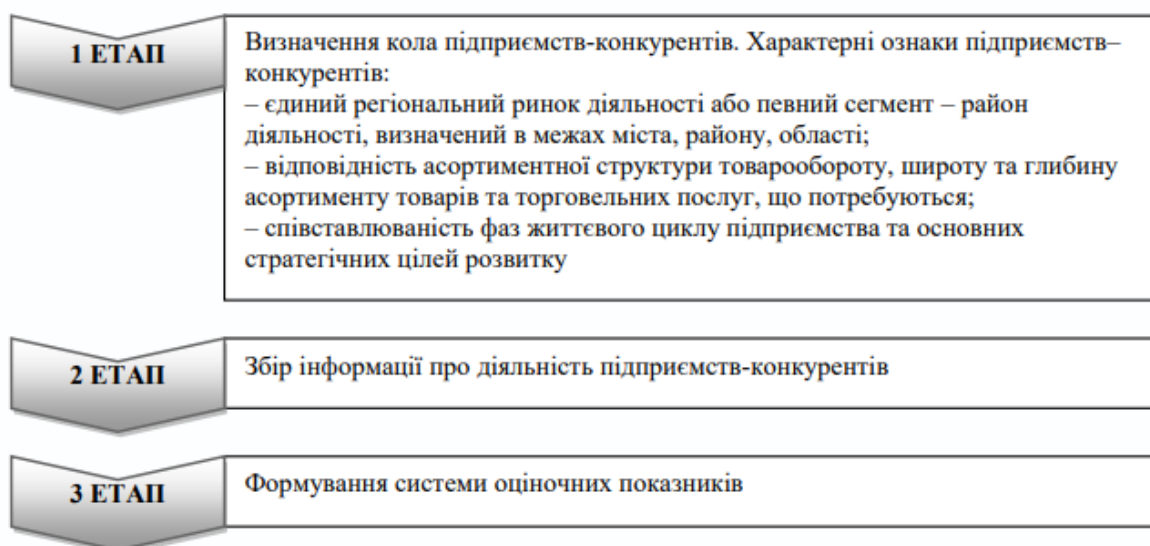 1 ЕТАП
Визначення кола підприємств-конкурентів. Характерні ознаки підприємств–
конкурентів:
– єдиний регіональний ринок діяльності або певний сегмент – район
діяльності, визначений в межах міста, району, області;
– відповідність асортиментної структури товарообороту, широту та глибину
асортименту товарів та торговельних послуг, що потребуються;
– співставлюваність фаз життєвого циклу підприємства та основних
стратегічних цілей розвитку
2 ЕТАП
Збір інформації про діяльність підприємств-конкурентів
3 ЕТАП
Формування системи оціночних показників